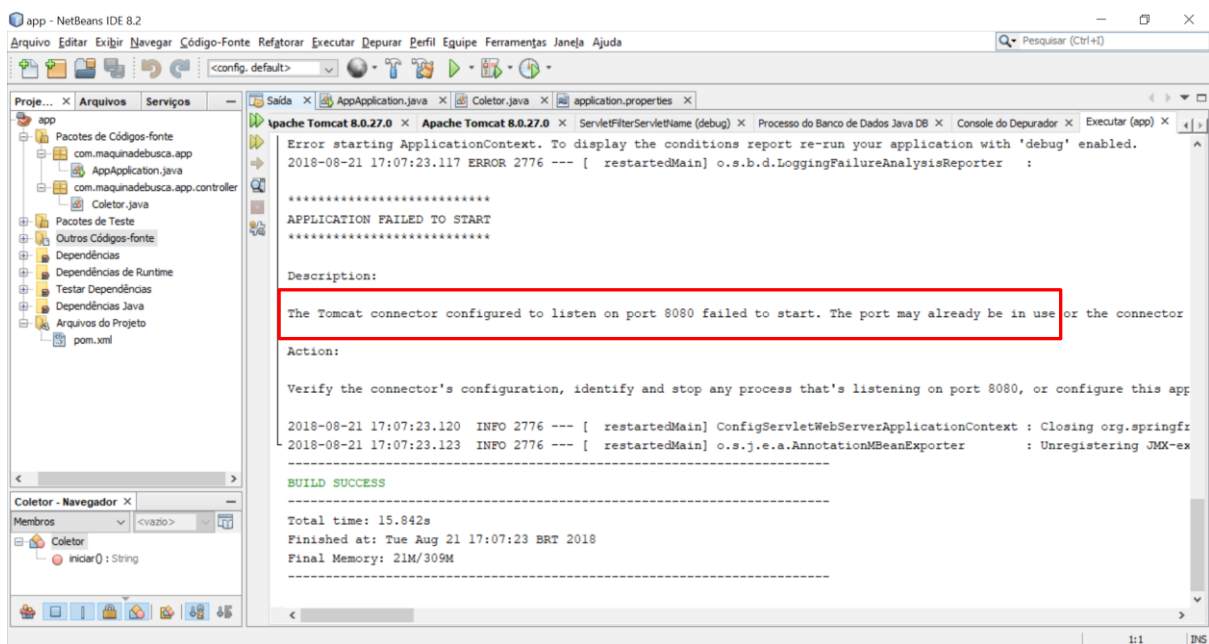 app - NetBeans IDE 8.2
Arquivo Editar Exibir Navegar Código-Fonte Refatorar Executar Depurar Perfil Equipe Ferramentas Janela Ajuda
Pesquisar (Ctrl+I)
<config. default>
Proje... Arquivos Serviços
app
Pacotes de Códigos-fonte
com.maquinadebusca.app
AppApplication.java
com.maquinadebusca.app.controller
Coletor.java
Pacotes de Teste
Outros Códigos-fonte
Dependências
Dependências de Runtime
Testar Dependências
Dependências Java
Arquivos do Projeto
pom.xml
Coletor - Navegador
Membros <vazio>
Coletor
iniciar() : String
Saída AppApplication.java Coletor.java application.properties
Apache Tomcat 8.0.27.0 Apache Tomcat 8.0.27.0 ServletFilterServletName (debug) Processo do Banco de Dados Java DB Console do Depurador Executar (app)
Error starting ApplicationContext. To display the conditions report re-run your application with 'debug' enabled.
2018-08-21 17:07:23.117 ERROR 2776 --- [ restartedMain] o.s.b.d.LoggingFailureAnalysisReporter :
***************************
APPLICATION FAILED TO START
***************************
Description:
The Tomcat connector configured to listen on port 8080 failed to start. The port may already be in use or the connector
Action:
Verify the connector's configuration, identify and stop any process that's listening on port 8080, or configure this app
2018-08-21 17:07:23.120 INFO 2776 --- [ restartedMain] ConfigServletWebServerApplicationContext : Closing org.springfr
2018-08-21 17:07:23.123 INFO 2776 --- [ restartedMain] o.s.j.e.a.AnnotationMBeanExporter : Unregistering JMX-ex
------------------------------------------------------------------------
BUILD SUCCESS
------------------------------------------------------------------------
Total time: 15.842s
Finished at: Tue Aug 21 17:07:23 BRT 2018
Final Memory: 21M/309M
------------------------------------------------------------------------
1:1 INS